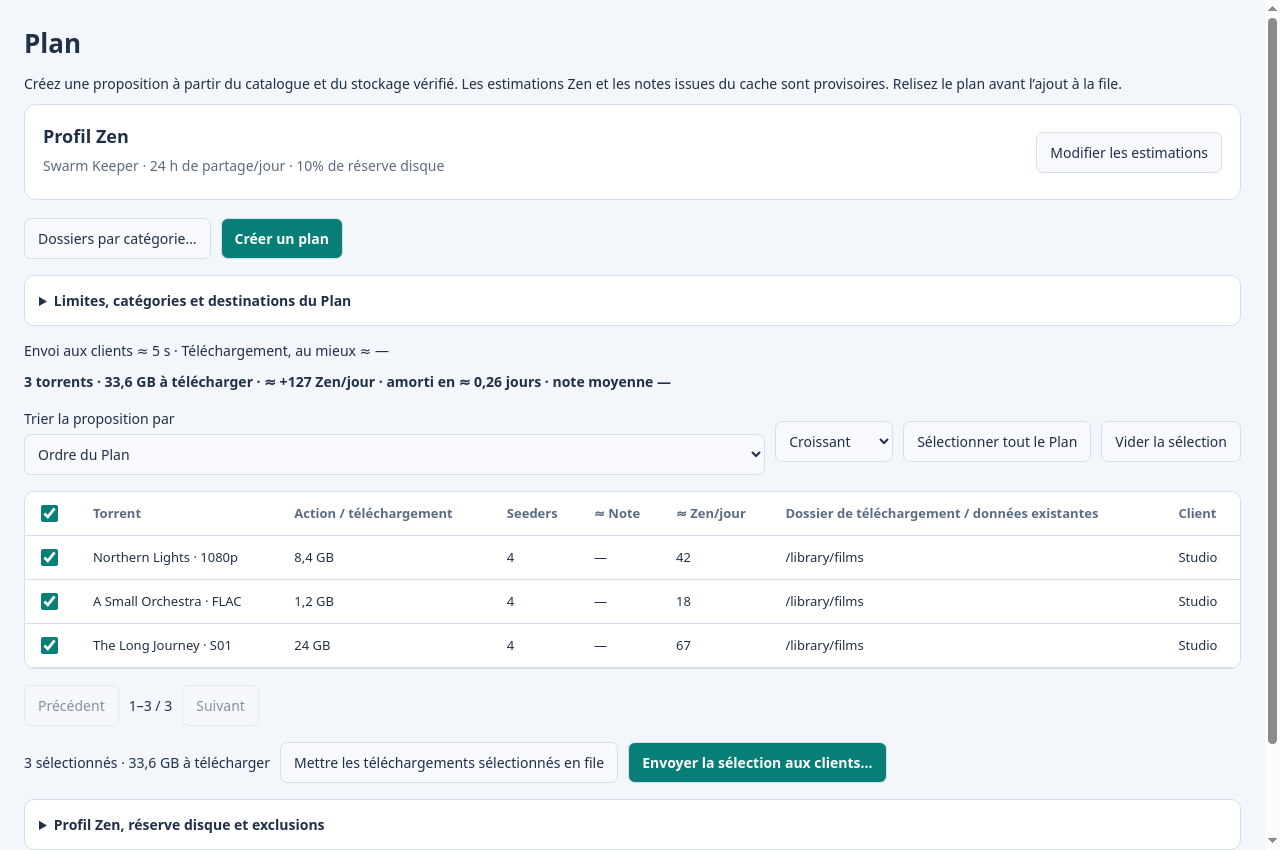 Plan
Créez une proposition à partir du catalogue et du stockage vérifié. Les estimations Zen et les notes issues du cache sont provisoires. Relisez le plan avant l’ajout à la file.
Profil Zen
Swarm Keeper · 24 h de partage/jour · 10% de réserve disque
Modifier les estimations
Dossiers par catégorie…
Créer un plan
Limites, catégories et destinations du Plan
Envoi aux clients ≈ 5 s · Téléchargement, au mieux ≈ —
3 torrents · 33,6 GB à télécharger · ≈ +127 Zen/jour · amorti en ≈ 0,26 jours · note moyenne —
Trier la proposition par
Ordre du Plan
Croissant
Sélectionner tout le Plan
Vider la sélection
Torrent Action / téléchargement Seeders ≈ Note ≈ Zen/jour Dossier de téléchargement / données existantes Client
Northern Lights · 1080p 8,4 GB 4 — 42 /library/films Studio
A Small Orchestra · FLAC 1,2 GB 4 — 18 /library/films Studio
The Long Journey · S01 24 GB 4 — 67 /library/films Studio
Précédent 1–3 / 3 Suivant
3 sélectionnés · 33,6 GB à télécharger
Mettre les téléchargements sélectionnés en file
Envoyer la sélection aux clients…
Profil Zen, réserve disque et exclusions